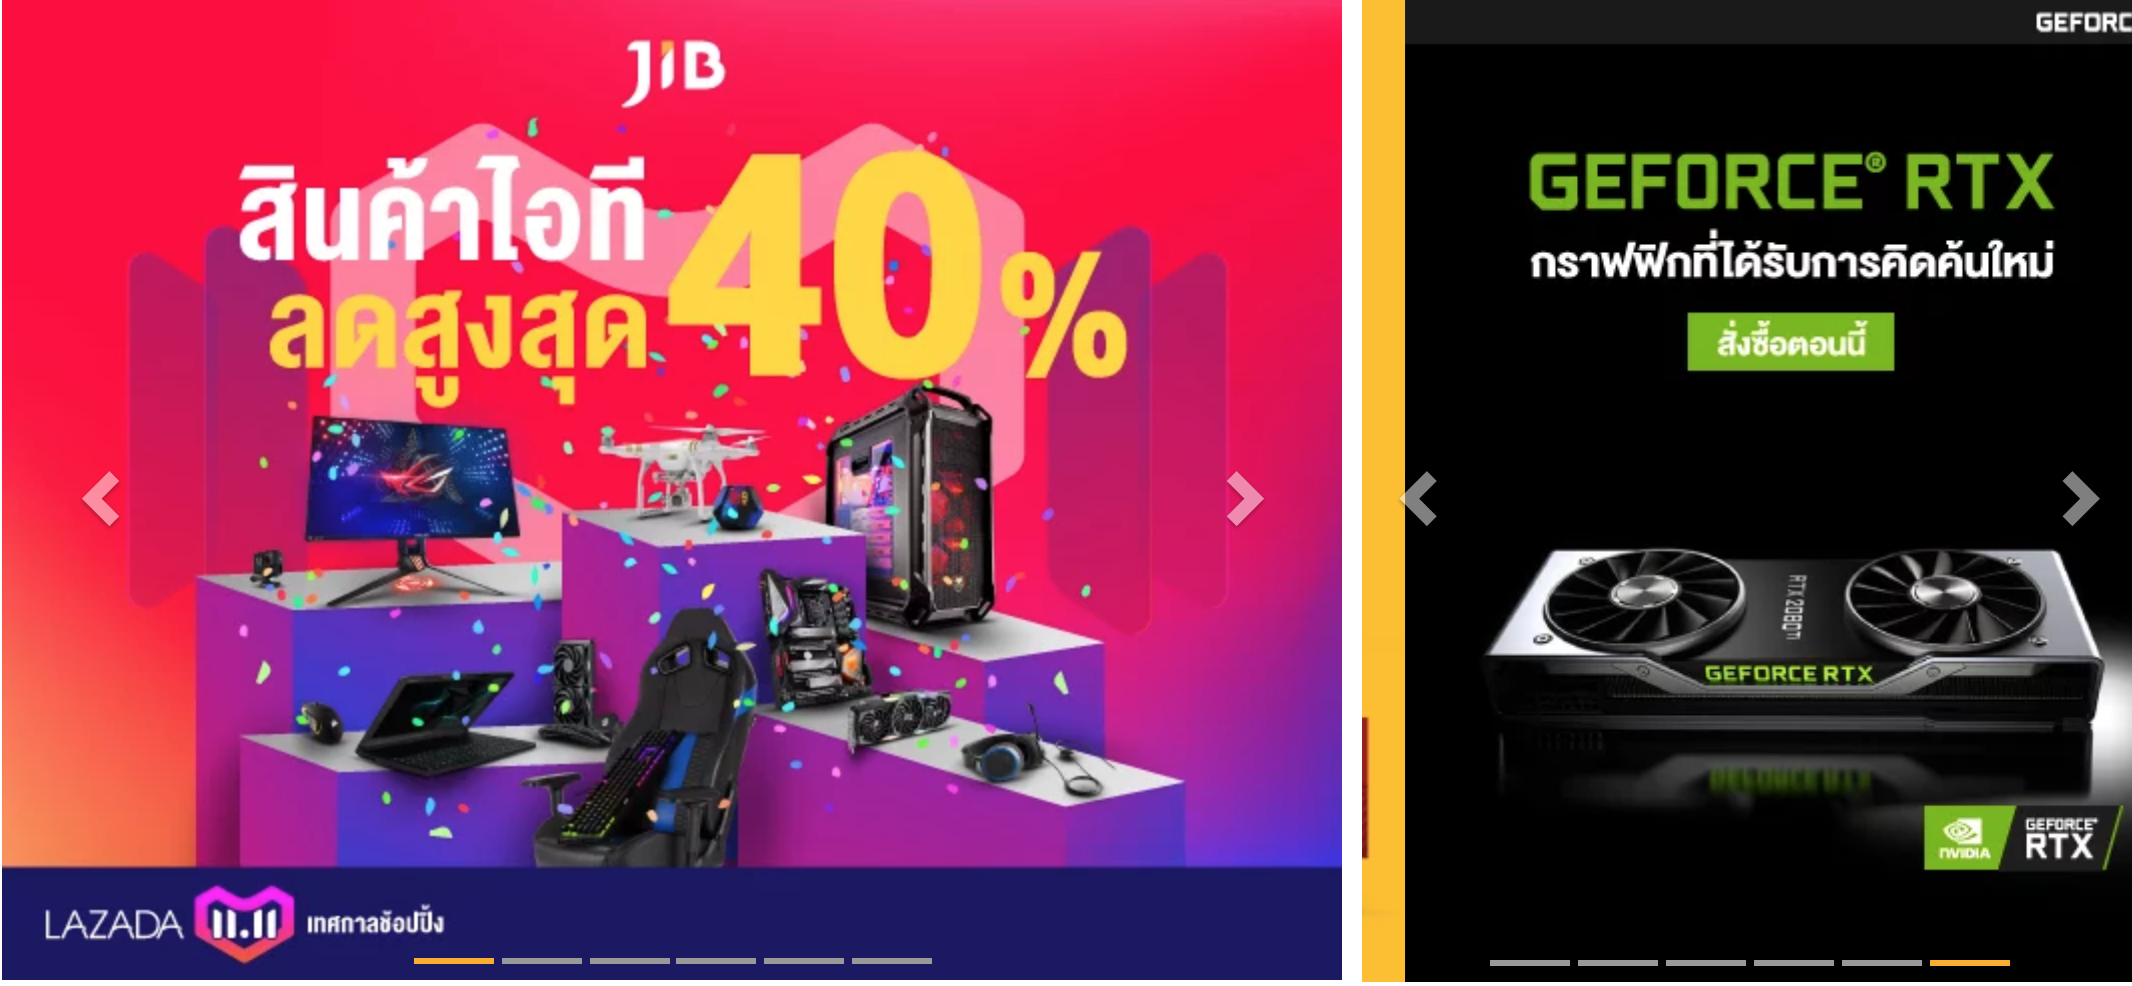 JIB
สินค้าไอที
ลดสูงสุด
40%
LAZADA 11.11 เทศกาลช้อปปิ้ง
GEFORC
GEFORCE® RTX
กราฟฟิกที่ได้รับการคิดค้นใหม่
สั่งซื้อตอนนี้
RTX 2080Ti
GEFORCE RTX
NVIDIA
GEFORCE®
RTX